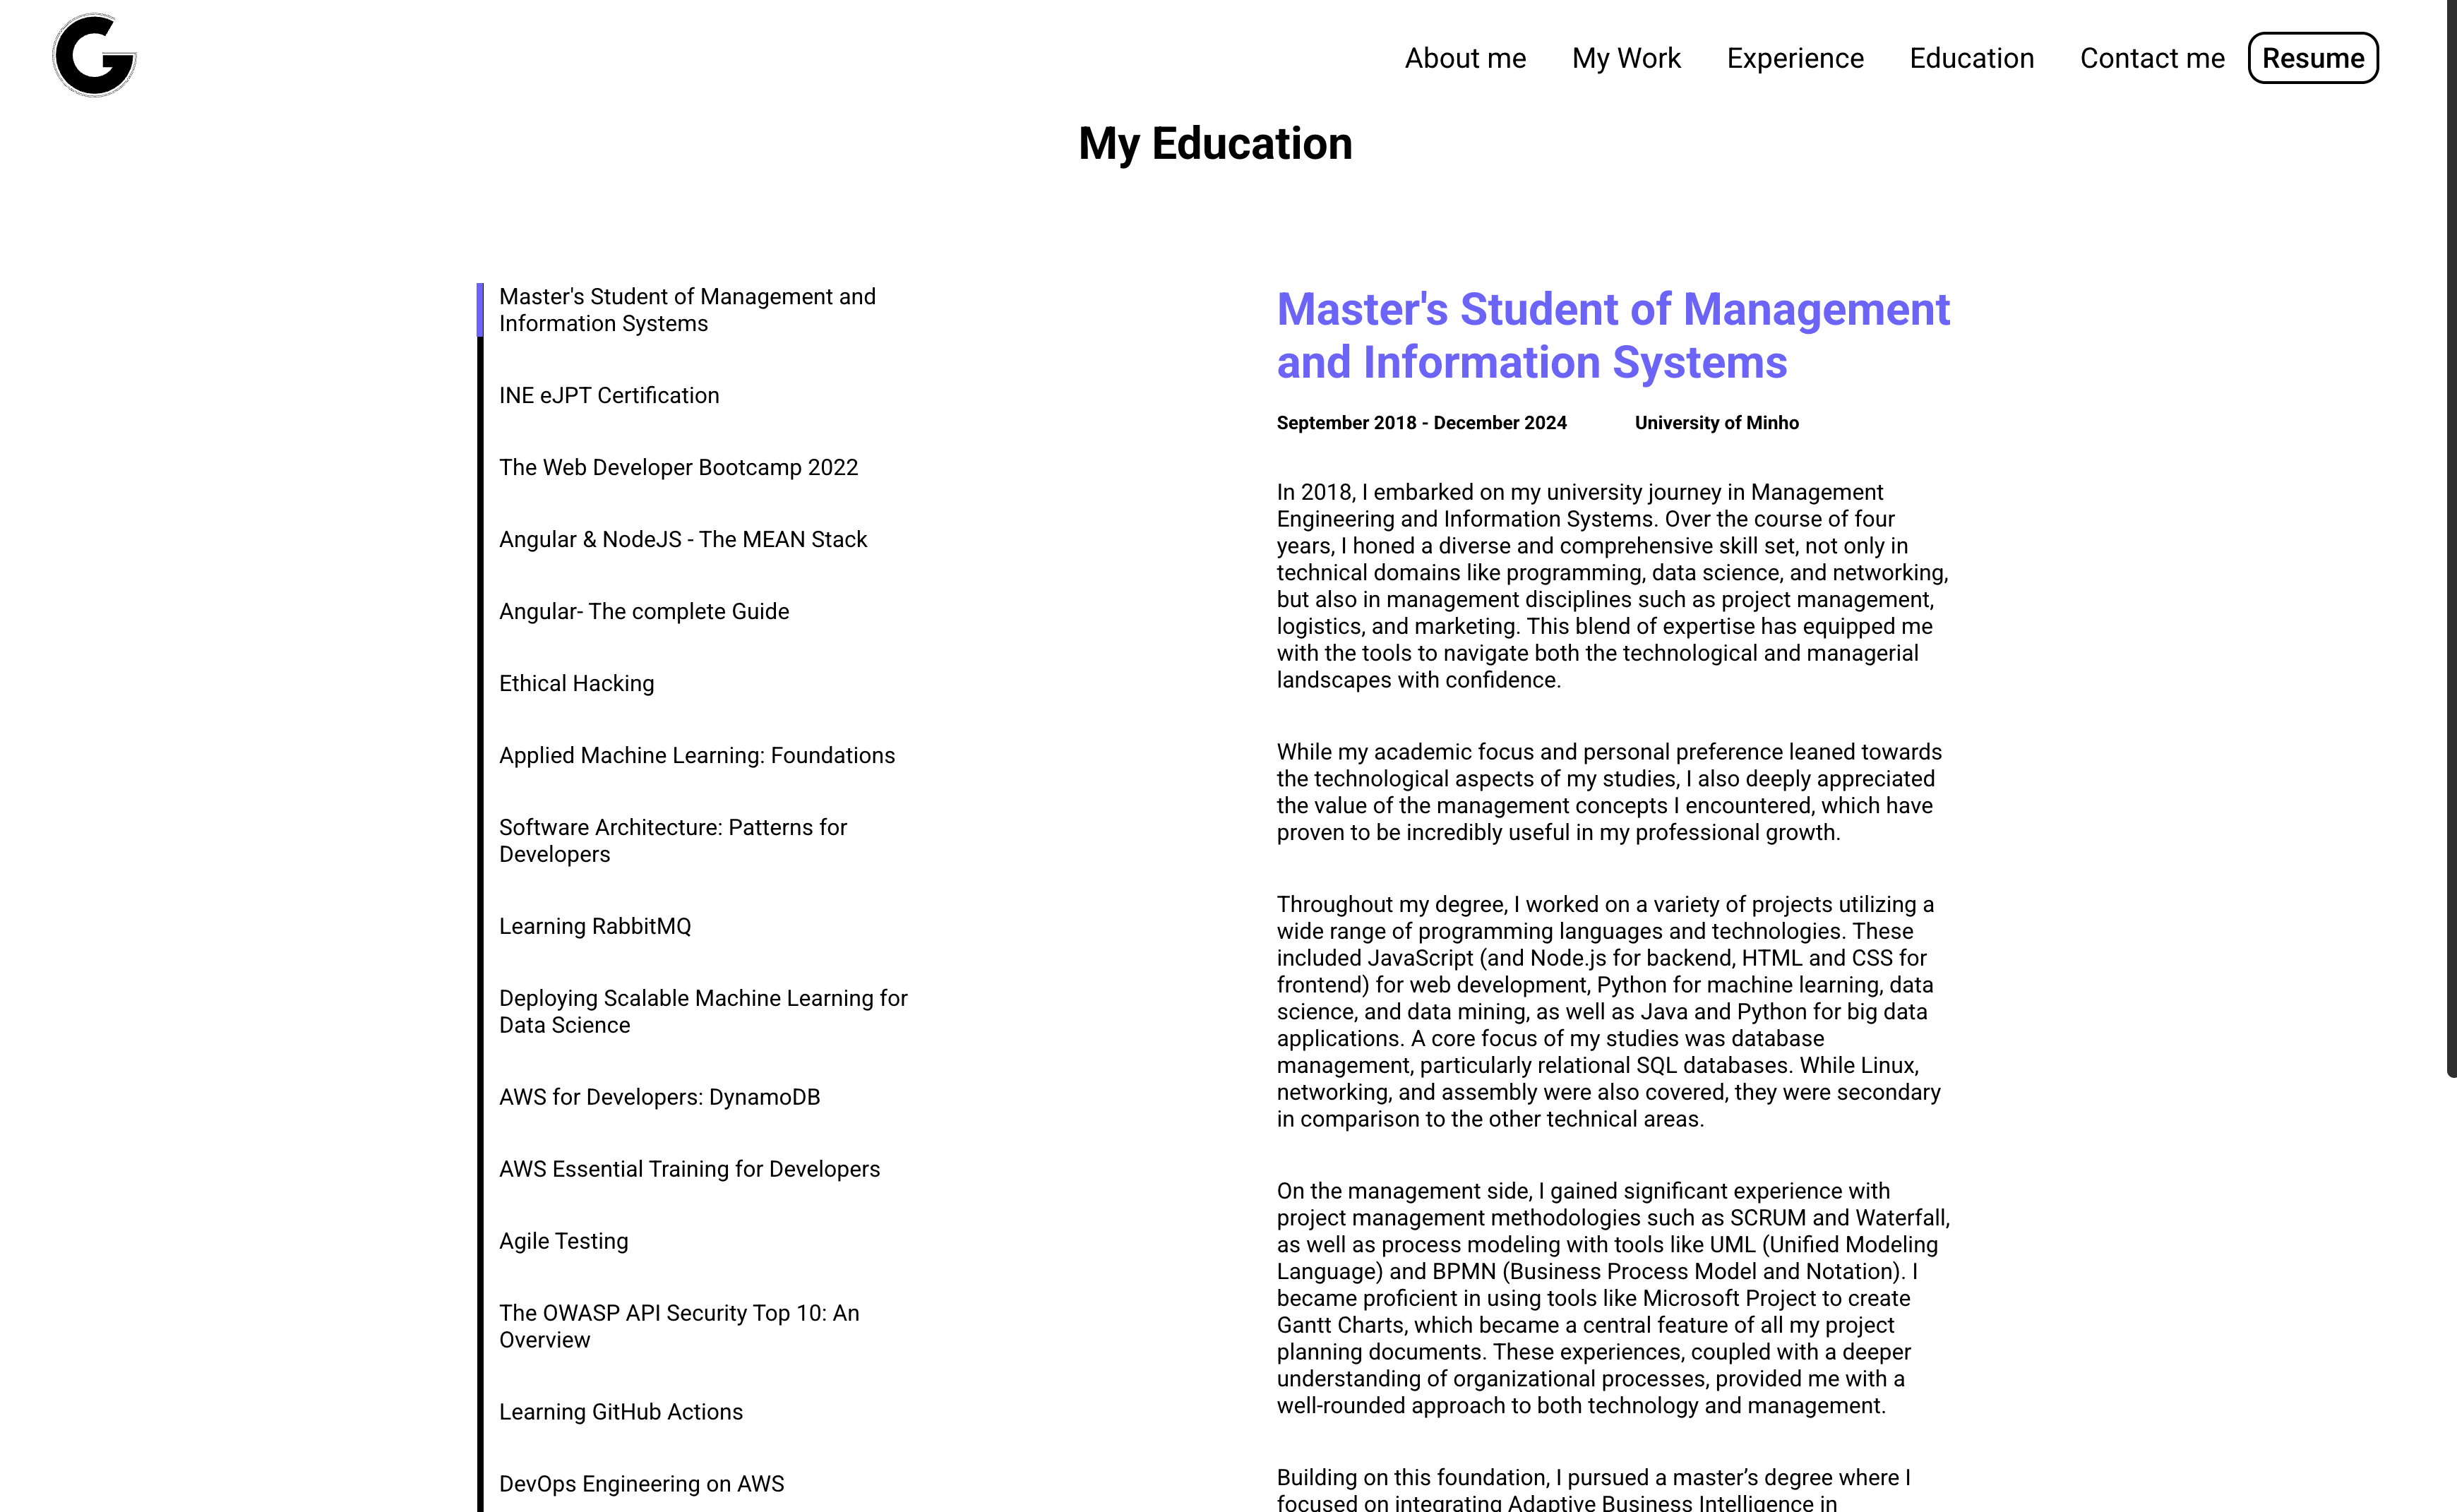 G
About me
My Work
Experience
Education
Contact me
Resume
My Education
Master's Student of Management and
Information Systems
INE eJPT Certification
The Web Developer Bootcamp 2022
Angular & NodeJS - The MEAN Stack
Angular- The complete Guide
Ethical Hacking
Applied Machine Learning: Foundations
Software Architecture: Patterns for
Developers
Learning RabbitMQ
Deploying Scalable Machine Learning for
Data Science
AWS for Developers: DynamoDB
AWS Essential Training for Developers
Agile Testing
The OWASP API Security Top 10: An
Overview
Learning GitHub Actions
DevOps Engineering on AWS
Master's Student of Management
and Information Systems
September 2018 - December 2024
University of Minho
In 2018, I embarked on my university journey in Management
Engineering and Information Systems. Over the course of four
years, I honed a diverse and comprehensive skill set, not only in
technical domains like programming, data science, and networking,
but also in management disciplines such as project management,
logistics, and marketing. This blend of expertise has equipped me
with the tools to navigate both the technological and managerial
landscapes with confidence.
While my academic focus and personal preference leaned towards
the technological aspects of my studies, I also deeply appreciated
the value of the management concepts I encountered, which have
proven to be incredibly useful in my professional growth.
Throughout my degree, I worked on a variety of projects utilizing a
wide range of programming languages and technologies. These
included JavaScript (and Node.js for backend, HTML and CSS for
frontend) for web development, Python for machine learning, data
science, and data mining, as well as Java and Python for big data
applications. A core focus of my studies was database
management, particularly relational SQL databases. While Linux,
networking, and assembly were also covered, they were secondary
in comparison to the other technical areas.
On the management side, I gained significant experience with
project management methodologies such as SCRUM and Waterfall,
as well as process modeling with tools like UML (Unified Modeling
Language) and BPMN (Business Process Model and Notation). I
became proficient in using tools like Microsoft Project to create
Gantt Charts, which became a central feature of all my project
planning documents. These experiences, coupled with a deeper
understanding of organizational processes, provided me with a
well-rounded approach to both technology and management.
Building on this foundation, I pursued a master’s degree where I
focused on integrating Adaptive Business Intelligence in